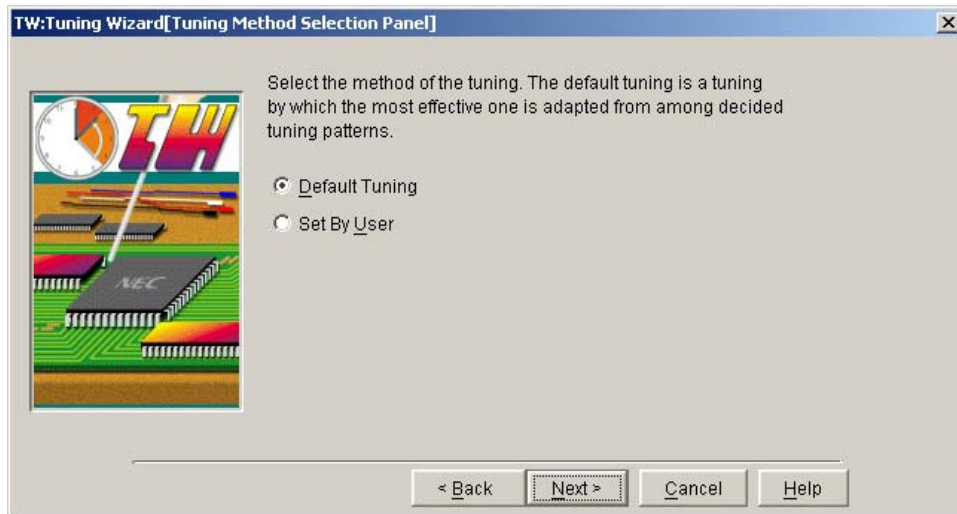 TW:Tuning Wizard[Tuning Method Selection Panel]
Select the method of the tuning. The default tuning is a tuning
by which the most effective one is adapted from among decided
tuning patterns.
TW
NEC
Default Tuning
Set By User
< Back
Next >
Cancel
Help